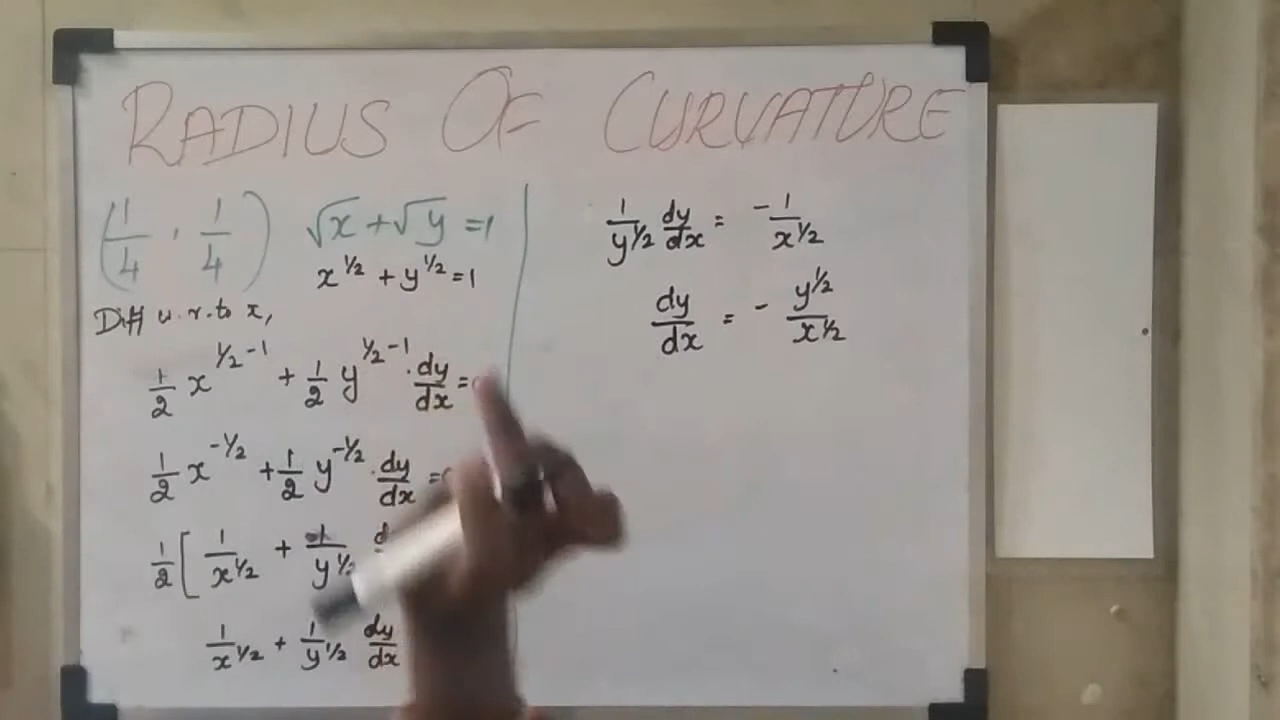 RADIUS OF CURVATURE
(1/4, 1/4) √x + √y = 1
x^1/2 + y^1/2 = 1
Diff w.r.to x,
1/2 x^1/2-1 + 1/2 y^1/2-1 . dy/dx =
1/2 x^-1/2 + 1/2 y^-1/2 . dy/dx =
1/2 [ 1/x^1/2 + 1/y^1/2
1/x^1/2 + 1/y^1/2 dy/dx
1/y^1/2 dy/dx = -1/x^1/2
dy/dx = - y^1/2/x^1/2